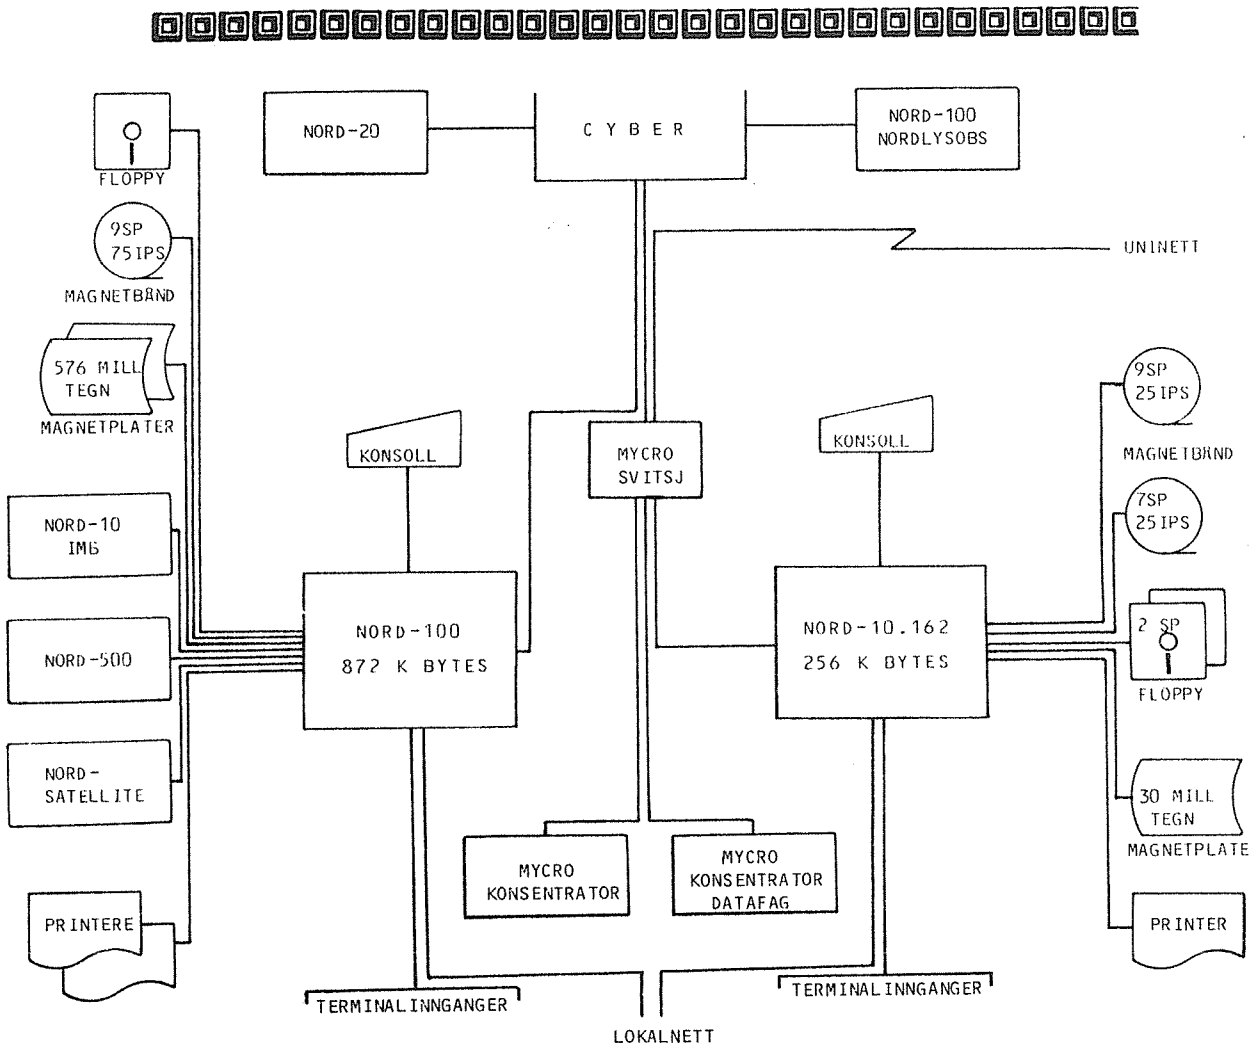 NORD-20
C Y B E R
NORD-100
NORDLYSOBS
FLOPPY
9SP
75IPS
MAGNETBÅND
UNINETT
576 MILL
TEGN
MAGNETPLATER
KONSOLL
MYCRO
SVITSJ
KONSOLL
9SP
25IPS
MAGNETBÅND
7SP
25IPS
NORD-10
IMB
NORD-500
NORD-
SATELLITE
NORD-100
872 K BYTES
NORD-10.162
256 K BYTES
2 SP
FLOPPY
30 MILL
TEGN
MAGNETPLATE
MYCRO
KONSENTRATOR
MYCRO
KONSENTRATOR
DATAFAG
PRINTERE
PRINTER
TERMINALINNGANGER
TERMINALINNGANGER
LOKALNETT